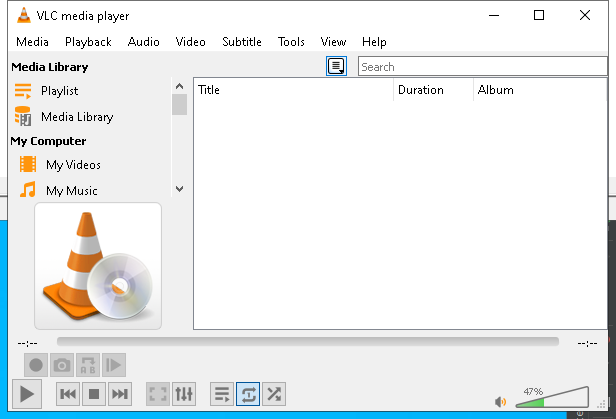 VLC media player
Media Playback Audio Video Subtitle Tools View Help
Media Library
Search
Playlist
Title Duration Album
Media Library
My Computer
My Videos
My Music
--:-- --:--
A B
47%